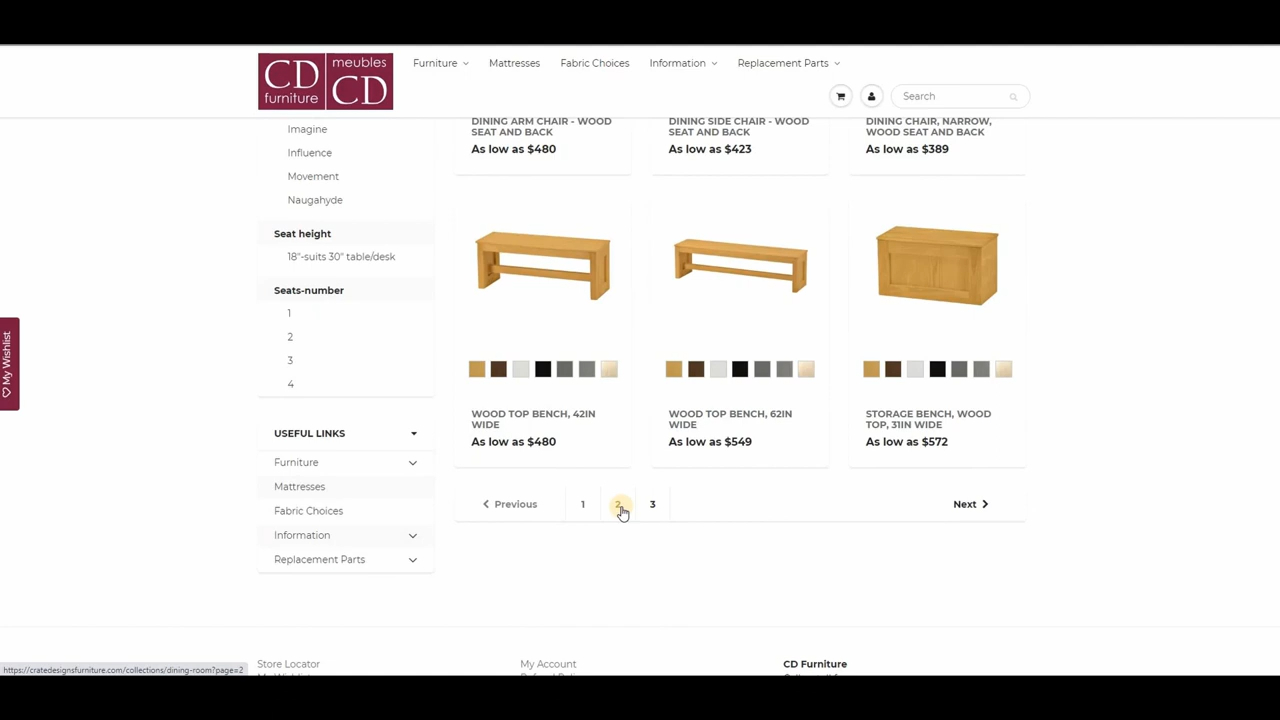 CD
furniture
meubles
CD
Furniture
Mattresses
Fabric Choices
Information
Replacement Parts
Search
My Wishlist
Imagine
Influence
Movement
Naugahyde
Seat height
18"-suits 30" table/desk
Seats-number
1
2
3
4
USEFUL LINKS
Furniture
Mattresses
Fabric Choices
Information
Replacement Parts
DINING ARM CHAIR - WOOD
SEAT AND BACK
As low as $480
DINING SIDE CHAIR - WOOD
SEAT AND BACK
As low as $423
DINING CHAIR, NARROW,
WOOD SEAT AND BACK
As low as $389
WOOD TOP BENCH, 42IN
WIDE
As low as $480
WOOD TOP BENCH, 62IN
WIDE
As low as $549
STORAGE BENCH, WOOD
TOP, 31IN WIDE
As low as $572
Previous
1
2
3
Next
https://cratedesignsfurniture.com/collections/dining-room?page=2
Store Locator
My Account
CD Furniture